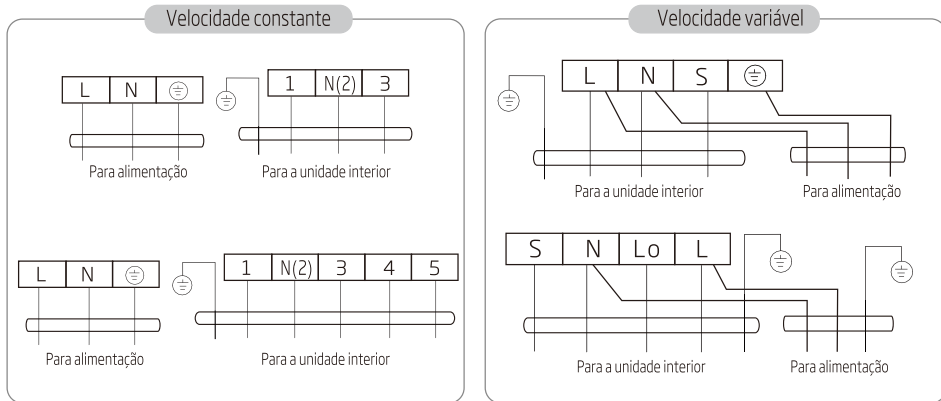 Velocidade constante
L N 1 N(2) 3
Para alimentação Para a unidade interior
L N 1 N(2) 3 4 5
Para alimentação Para a unidade interior
Velocidade variável
L N S
Para a unidade interior Para alimentação
S N Lo L
Para a unidade interior Para alimentação